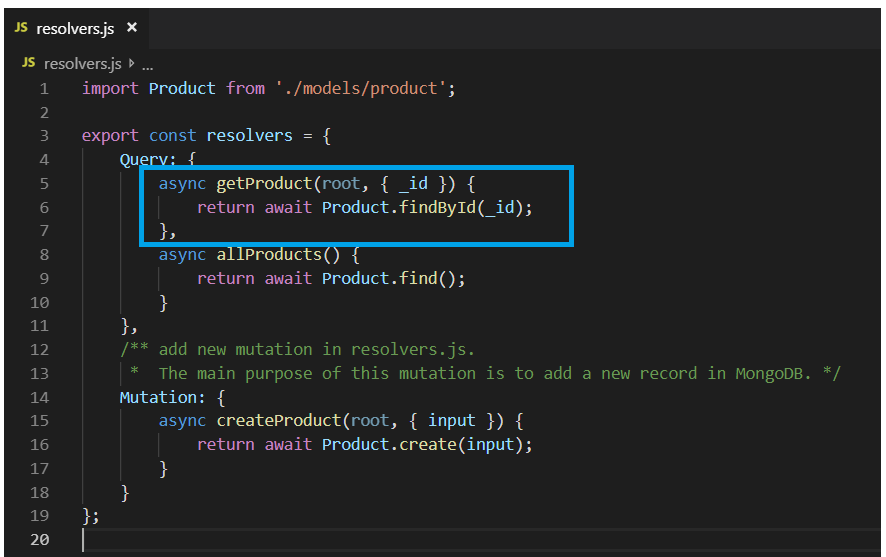 JS resolvers.js ×
JS resolvers.js › ...
1 import Product from './models/product';
2
3 export const resolvers = {
4 Query: {
5 async getProduct(root, { _id }) {
6 return await Product.findById(_id);
7 },
8 async allProducts() {
9 return await Product.find();
10 }
11 },
12 /** add new mutation in resolvers.js.
13 * The main purpose of this mutation is to add a new record in MongoDB. */
14 Mutation: {
15 async createProduct(root, { input }) {
16 return await Product.create(input);
17 }
18 }
19 };
20